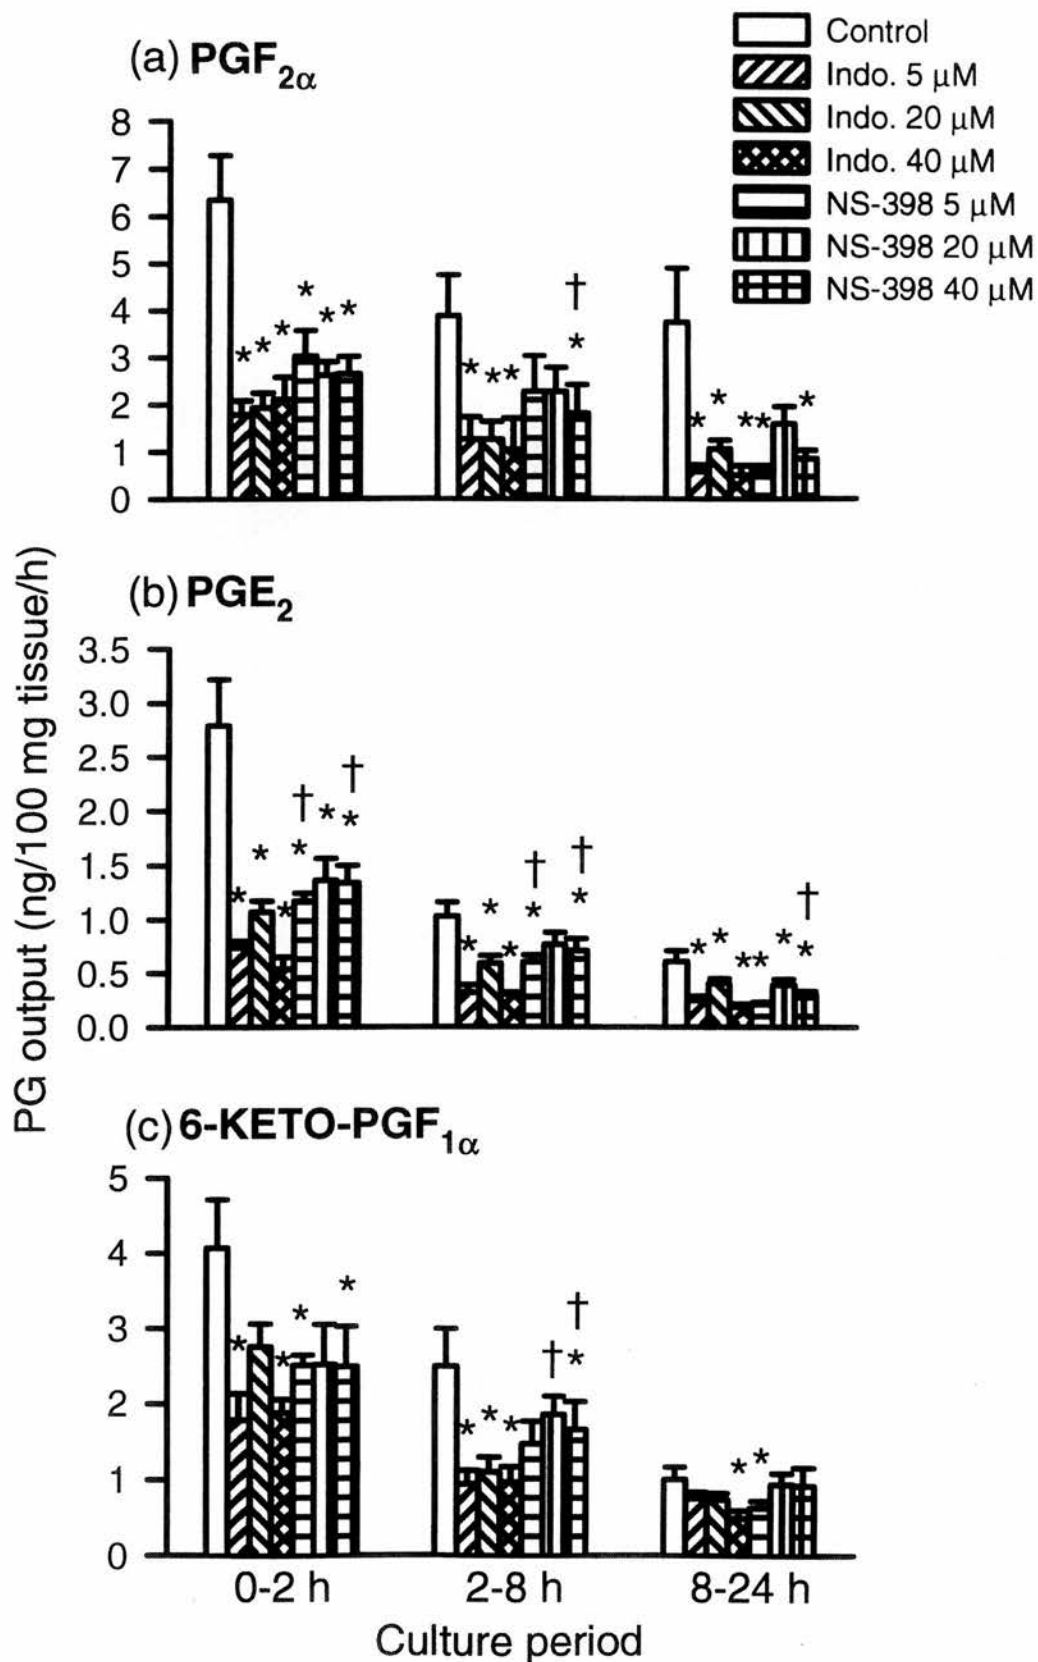 Control
Indo. 5 μM
Indo. 20 μM
Indo. 40 μM
NS-398 5 μM
NS-398 20 μM
NS-398 40 μM
(a) PGF2α
8
7
6
5
4
3
2
1
0
* * * * * *
* * * * †
* * * * *
PG output (ng/100 mg tissue/h)
(b) PGE2
3.5
3.0
2.5
2.0
1.5
1.0
0.5
0.0
* * * * † * * †
* * * * † * †
* * * * * * †
(c) 6-KETO-PGF1α
5
4
3
2
1
0
* * * *
* * * † * †
* *
0-2 h 2-8 h 8-24 h
Culture period